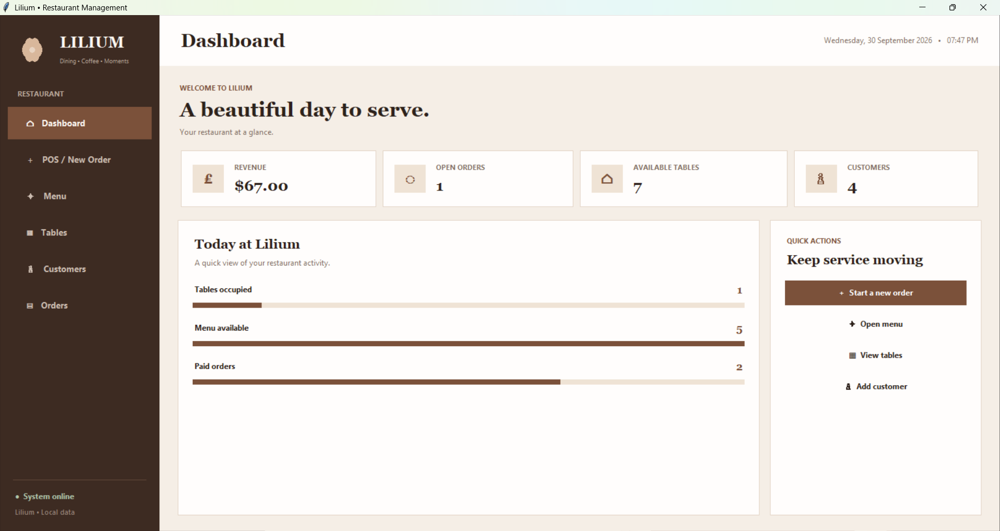 Lilium • Restaurant Management
LILIUM
Dining • Coffee • Moments
RESTAURANT
Dashboard
+ POS / New Order
Menu
Tables
Customers
Orders
• System online
Lilium • Local data
Dashboard
Wednesday, 30 September 2026 • 07:47 PM
WELCOME TO LILIUM
A beautiful day to serve.
Your restaurant at a glance.
£
REVENUE
$67.00
OPEN ORDERS
1
AVAILABLE TABLES
7
CUSTOMERS
4
Today at Lilium
A quick view of your restaurant activity.
Tables occupied 1
Menu available 5
Paid orders 2
QUICK ACTIONS
Keep service moving
+ Start a new order
Open menu
View tables
Add customer